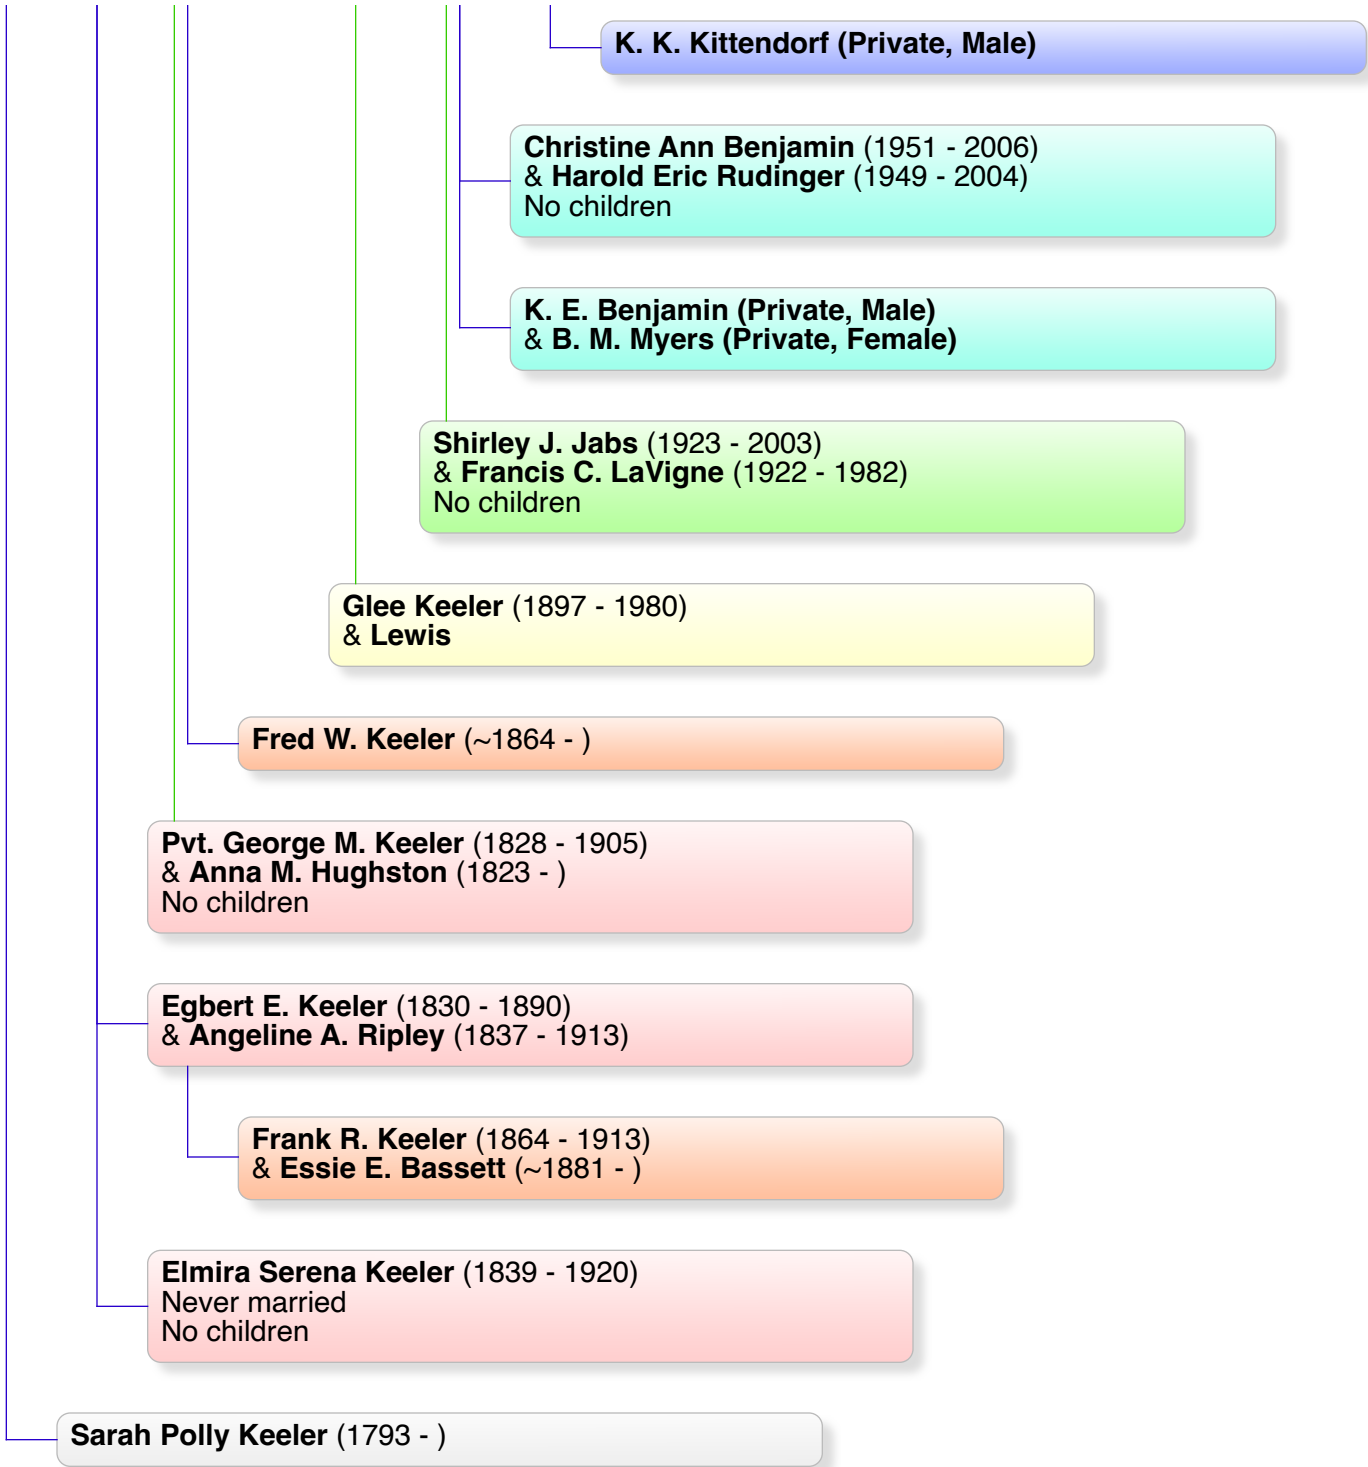 K. K. Kittendorf (Private, Male)
Christine Ann Benjamin (1951 - 2006)
& Harold Eric Rudinger (1949 - 2004)
No children
K. E. Benjamin (Private, Male)
& B. M. Myers (Private, Female)
Shirley J. Jabs (1923 - 2003)
& Francis C. LaVigne (1922 - 1982)
No children
Glee Keeler (1897 - 1980)
& Lewis
Fred W. Keeler (~1864 - )
Pvt. George M. Keeler (1828 - 1905)
& Anna M. Hughston (1823 - )
No children
Egbert E. Keeler (1830 - 1890)
& Angeline A. Ripley (1837 - 1913)
Frank R. Keeler (1864 - 1913)
& Essie E. Bassett (~1881 - )
Elmira Serena Keeler (1839 - 1920)
Never married
No children
Sarah Polly Keeler (1793 - )